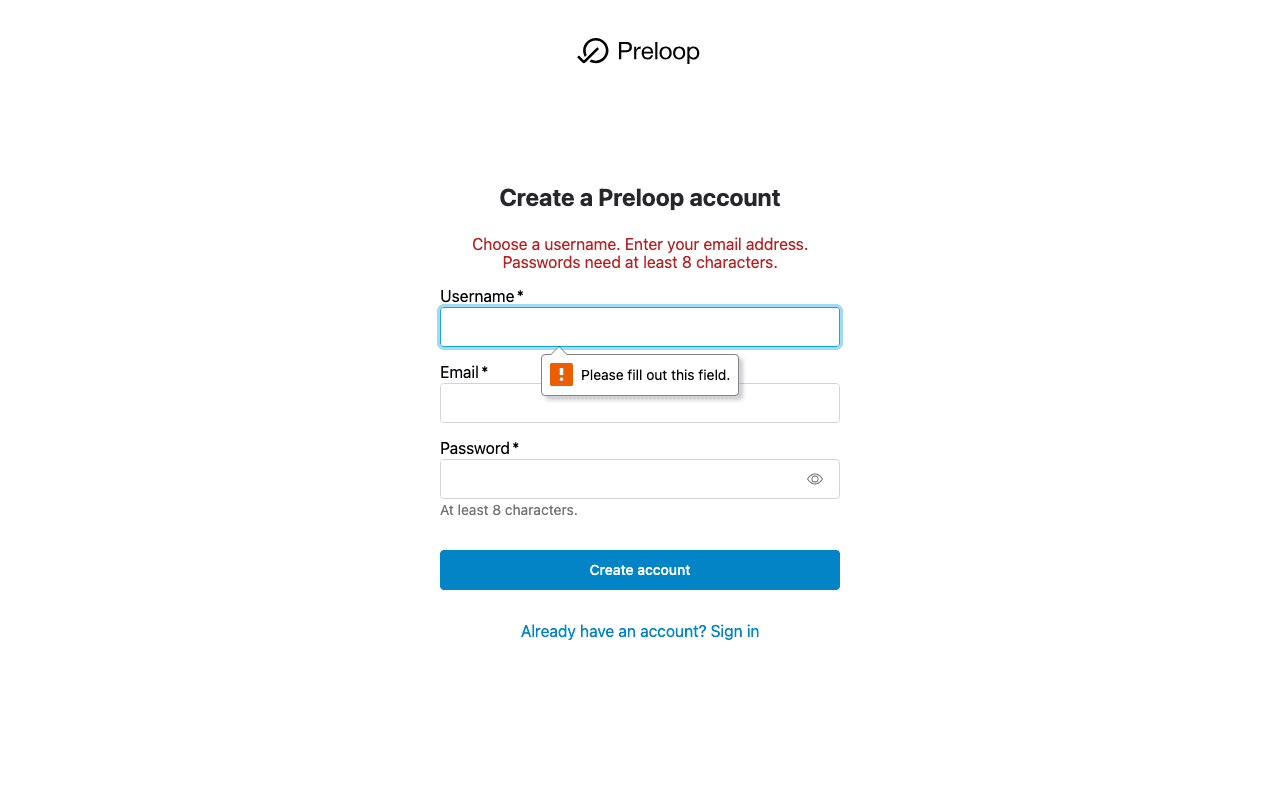 Preloop
Create a Preloop account
Choose a username. Enter your email address.
Passwords need at least 8 characters.
Username *
Please fill out this field.
Email *
Password *
At least 8 characters.
Create account
Already have an account? Sign in